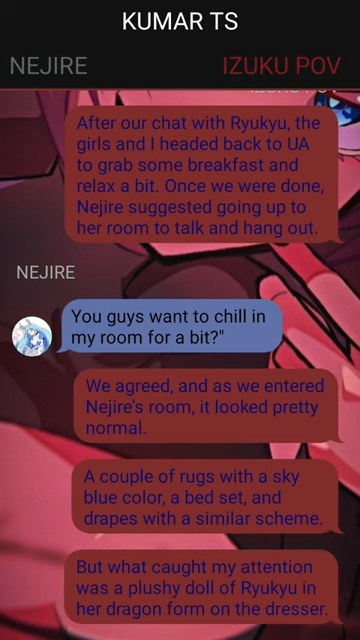 KUMAR TS
NEJIRE
IZUKU POV
After our chat with Ryukyu, the
girls and I headed back to UA
to grab some breakfast and
relax a bit. Once we were done,
Nejire suggested going up to
her room to talk and hang out.
NEJIRE
You guys want to chill in
my room for a bit?"
We agreed, and as we entered
Nejire's room, it looked pretty
normal.
A couple of rugs with a sky
blue color, a bed set, and
drapes with a similar scheme.
But what caught my attention
was a plushy doll of Ryukyu in
her dragon form on the dresser.